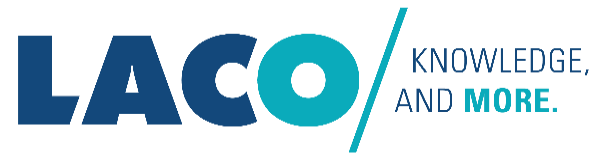 LACO
KNOWLEDGE,
AND MORE.